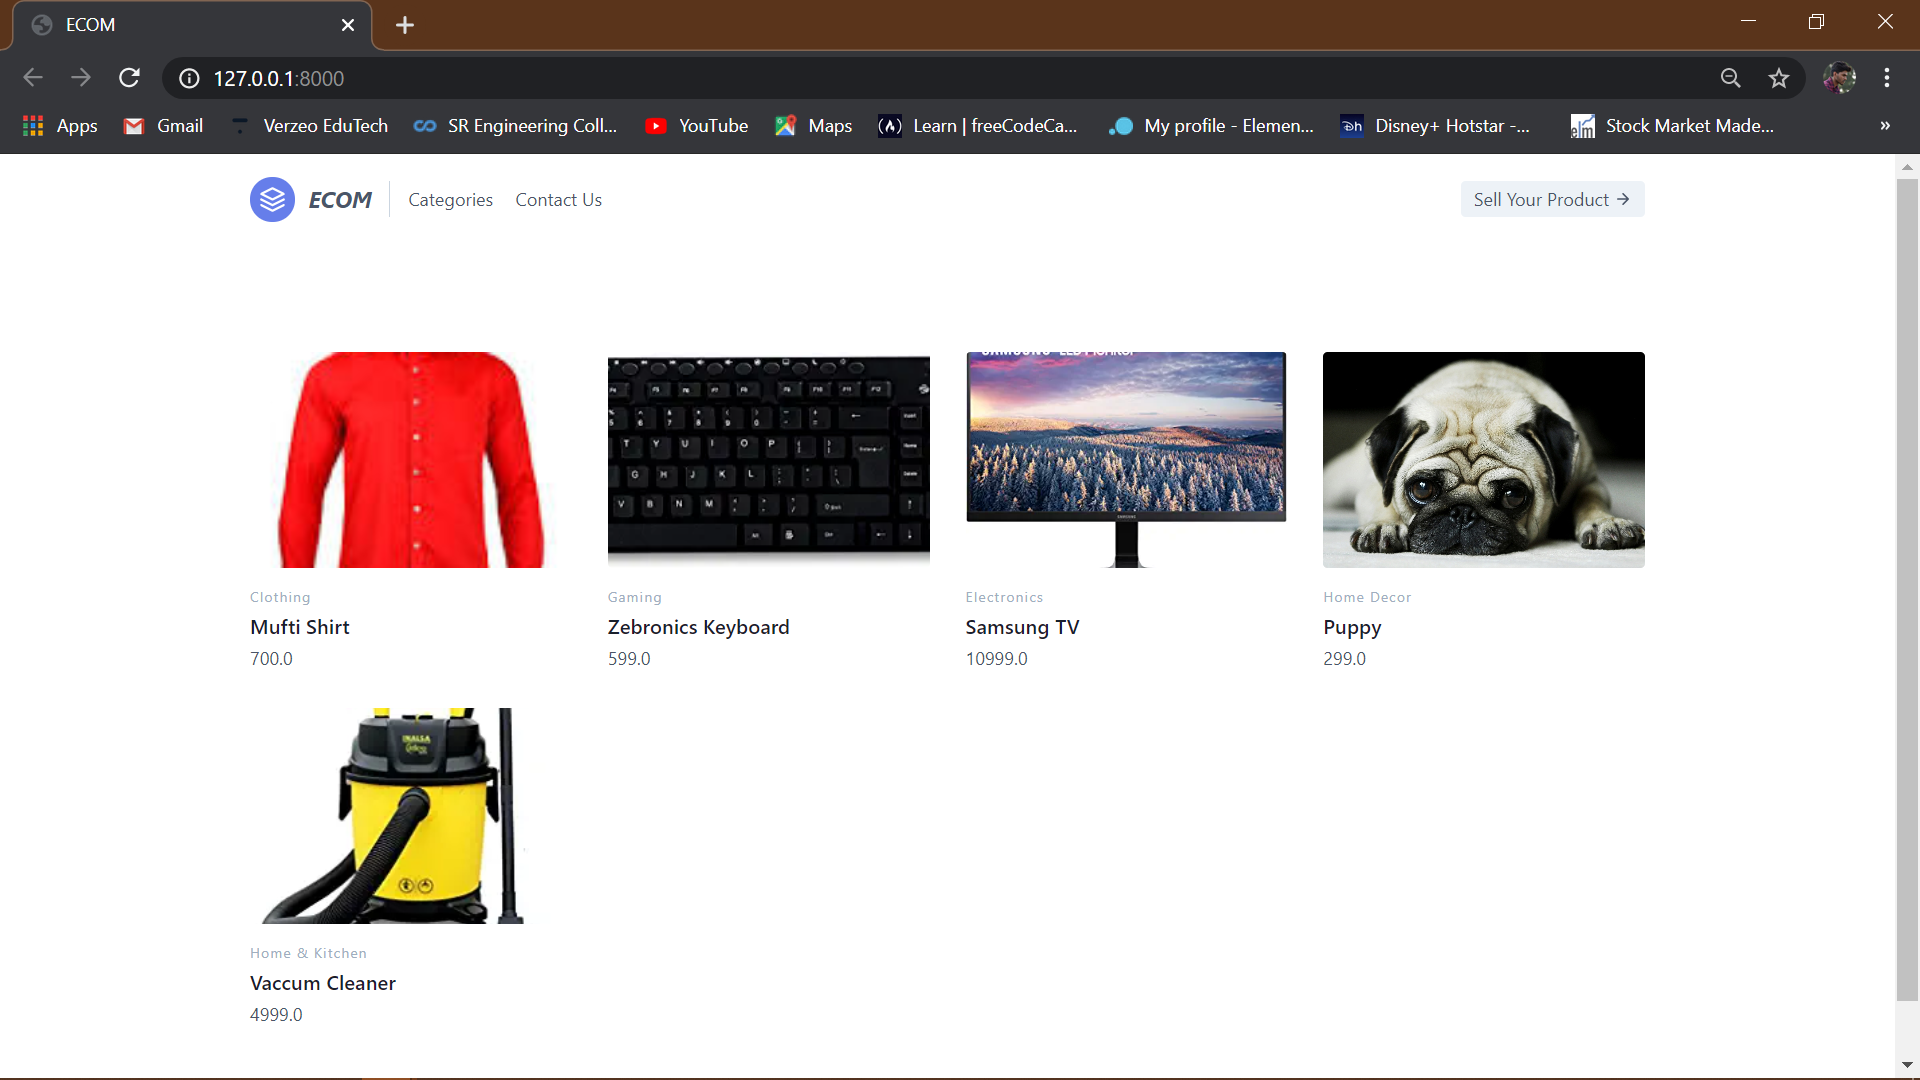 ECOM
127.0.0.1:8000
Apps Gmail Verzeo EduTech SR Engineering Coll... YouTube Maps Learn | freeCodeCa... My profile - Elemen... Disney+ Hotstar -... Stock Market Made... »
ECOM Categories Contact Us Sell Your Product →
Clothing
Mufti Shirt
700.0
Gaming
Zebronics Keyboard
599.0
SAMSUNG
Electronics
Samsung TV
10999.0
Home Decor
Puppy
299.0
INALSA
Home & Kitchen
Vaccum Cleaner
4999.0